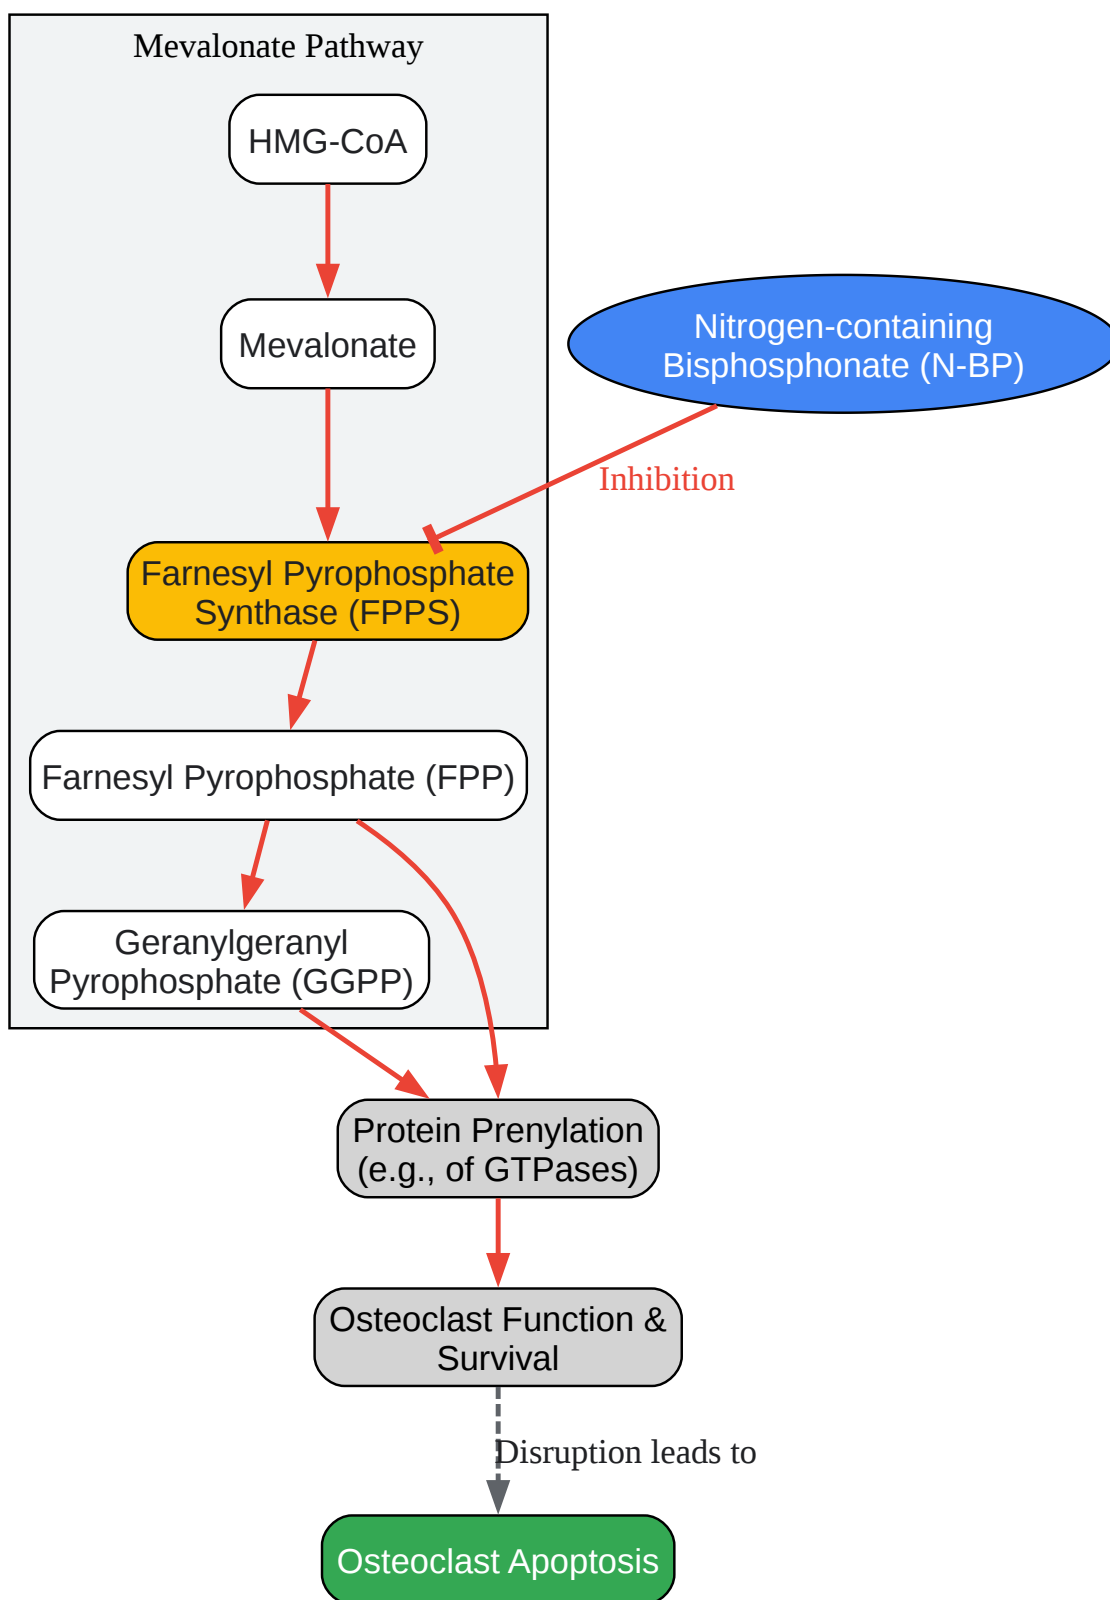 Mevalonate Pathway
HMG-CoA
Mevalonate
Nitrogen-containing
Bisphosphonate (N-BP)
Inhibition
Farnesyl Pyrophosphate
Synthase (FPPS)
Farnesyl Pyrophosphate (FPP)
Geranylgeranyl
Pyrophosphate (GGPP)
Protein Prenylation
(e.g., of GTPases)
Osteoclast Function &
Survival
Disruption leads to
Osteoclast Apoptosis